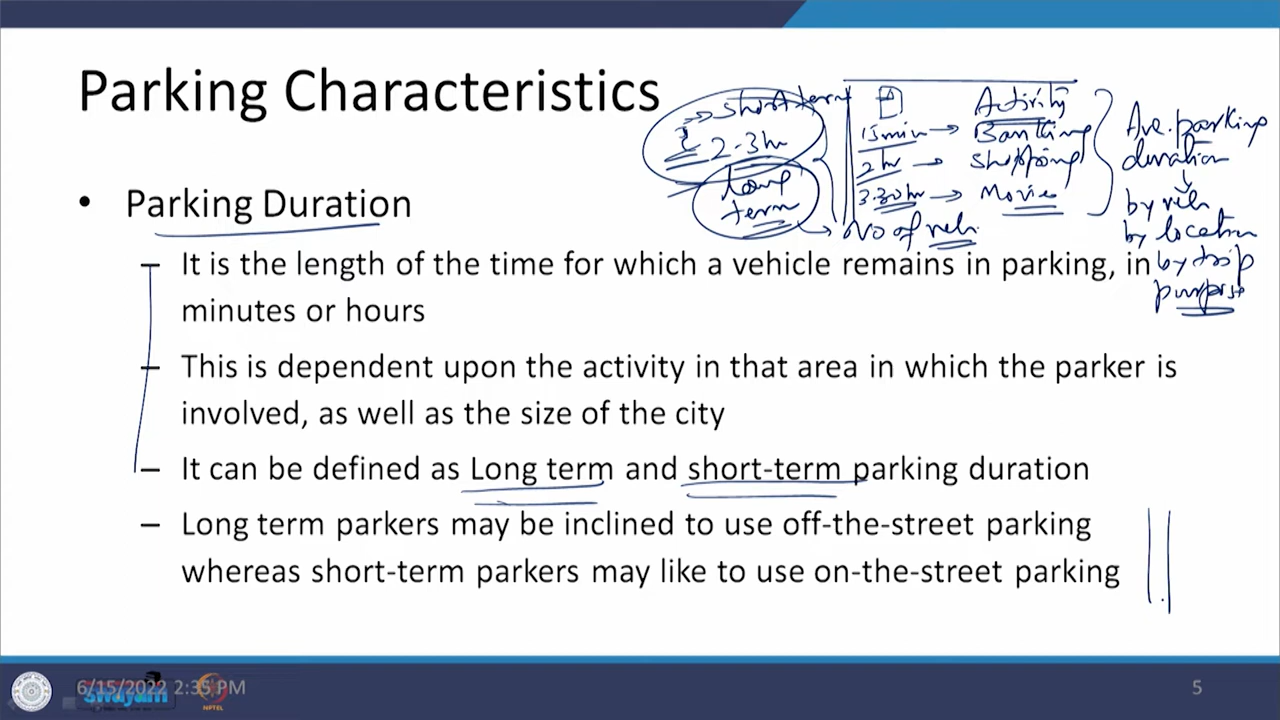 Parking Characteristics
short term
2-3 hr
long
term
P Activity
15 min → Banking
2 hr → Shopping
3.30 hr → Movie
No of veh.
Ave. parking
duration
by veh
by location
by trip
purpose
• Parking Duration
– It is the length of the time for which a vehicle remains in parking, in
minutes or hours
– This is dependent upon the activity in that area in which the parker is
involved, as well as the size of the city
– It can be defined as Long term and short-term parking duration
– Long term parkers may be inclined to use off-the-street parking
whereas short-term parkers may like to use on-the-street parking
6/15/2022 2:35 PM
swayam
NPTEL
5